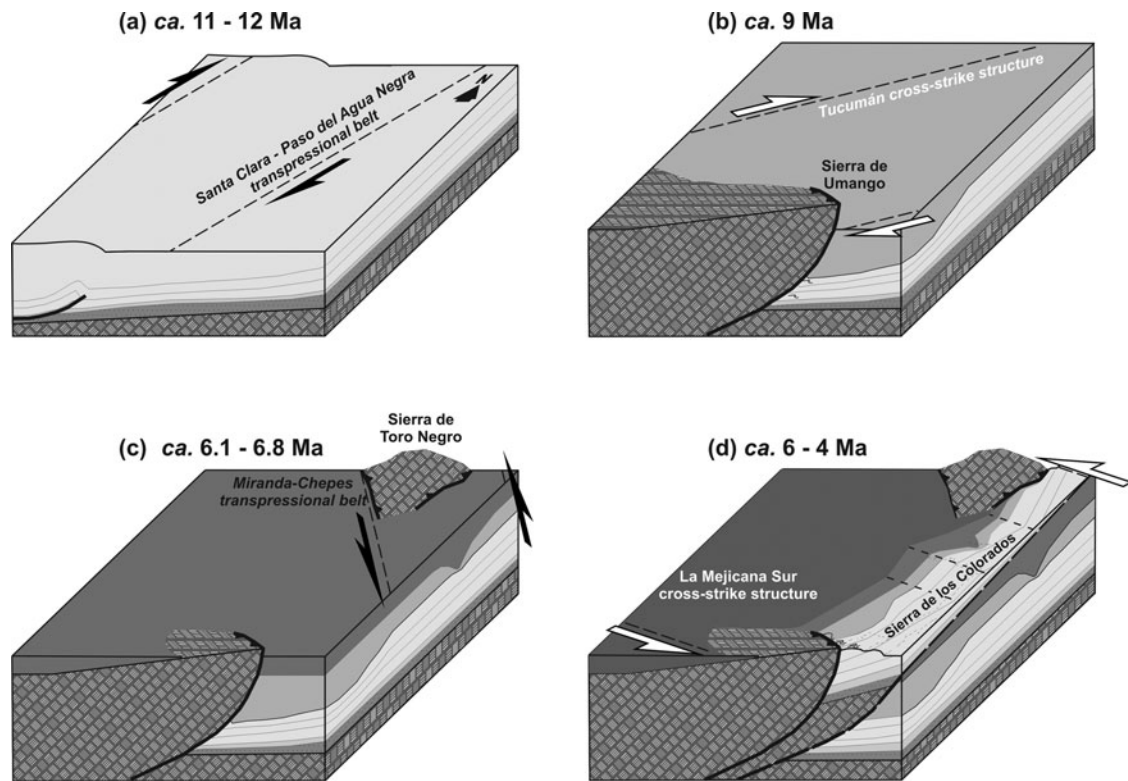 (a) ca. 11 - 12 Ma
Santa Clara - Paso del Agua Negra
transpressional belt
N
(b) ca. 9 Ma
Tucumán cross-strike structure
Sierra de
Umango
(c) ca. 6.1 - 6.8 Ma
Sierra de
Toro Negro
Miranda-Chepes
transpressional belt
(d) ca. 6 - 4 Ma
La Mejicana Sur
cross-strike structure
Sierra de los Colorados